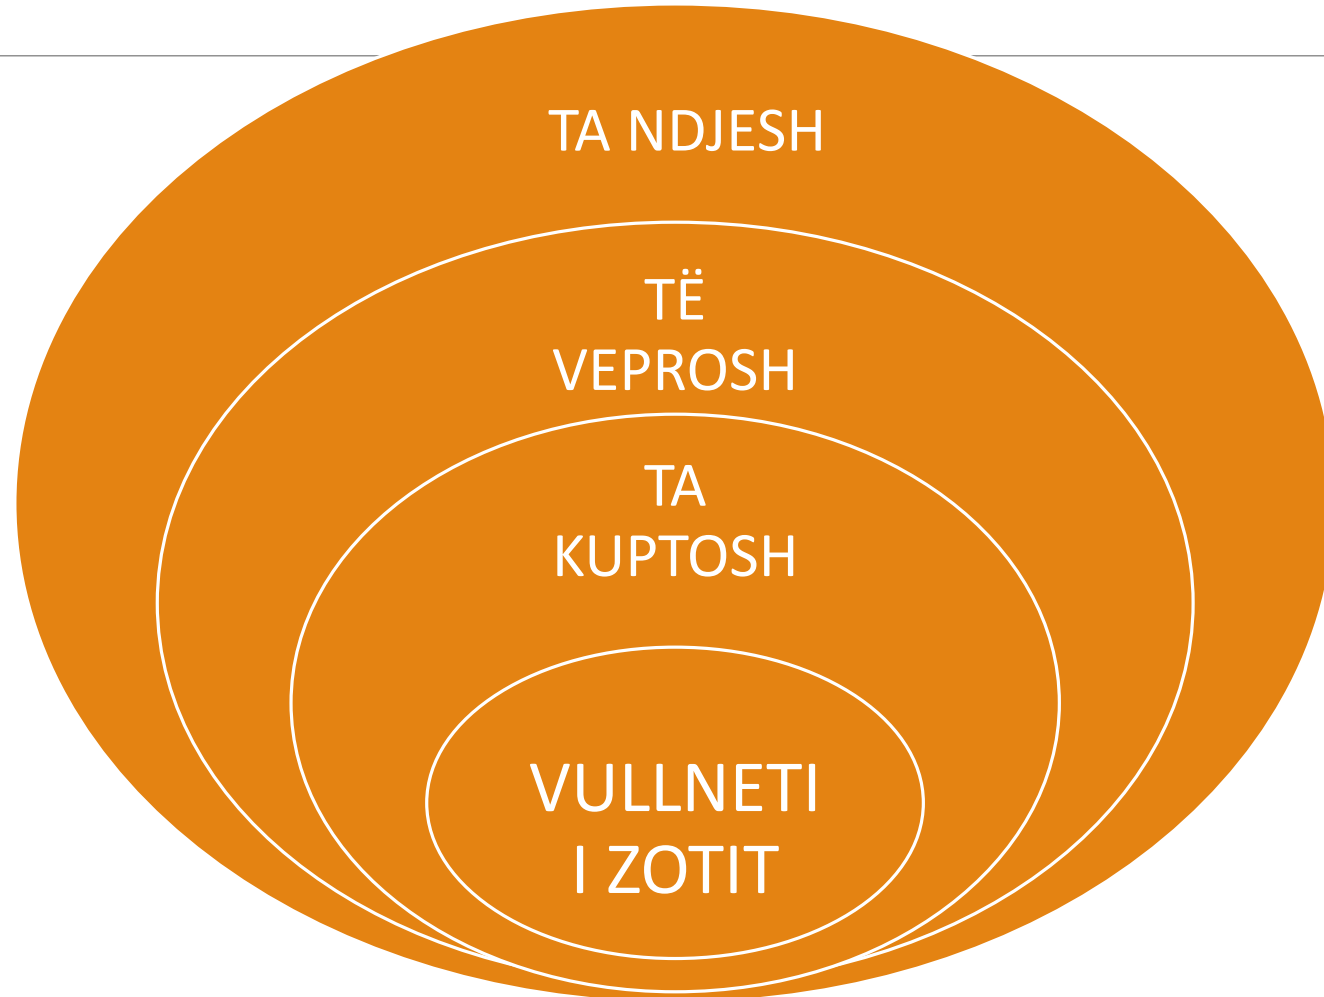 TA NDJESH
TË
VEPROSH
TA
KUPTOSH
VULLNETI
I ZOTIT